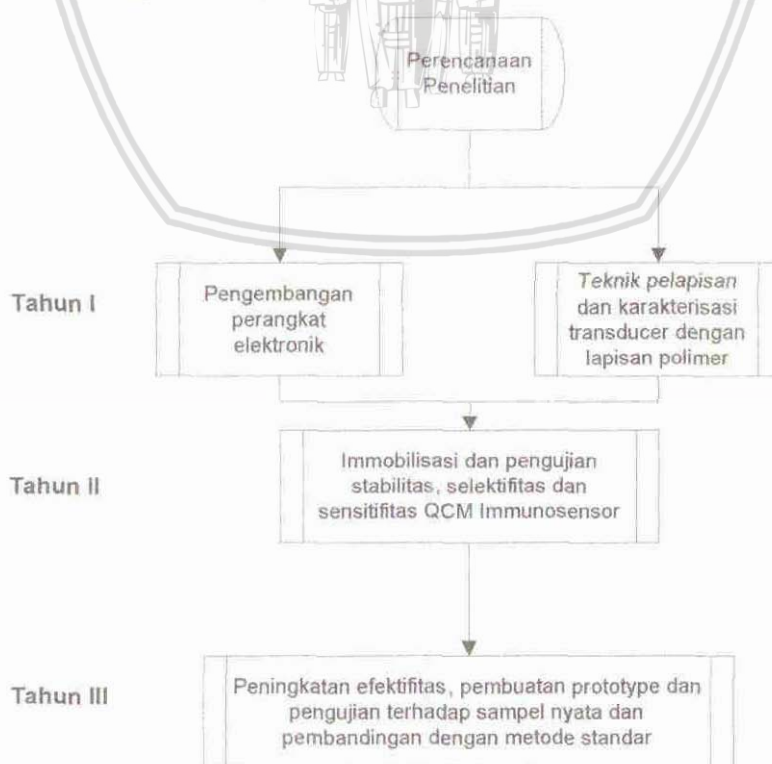 Perencanaan
Penelitian
Tahun I
Pengembangan
perangkat
elektronik
Teknik pelapisan
dan karakterisasi
transducer dengan
lapisan polimer
Tahun II
Immobilisasi dan pengujian
stabilitas, selektifitas dan
sensitifitas QCM Immunosensor
Tahun III
Peningkatan efektifitas, pembuatan prototype dan
pengujian terhadap sampel nyata dan
pembandingan dengan metode standar